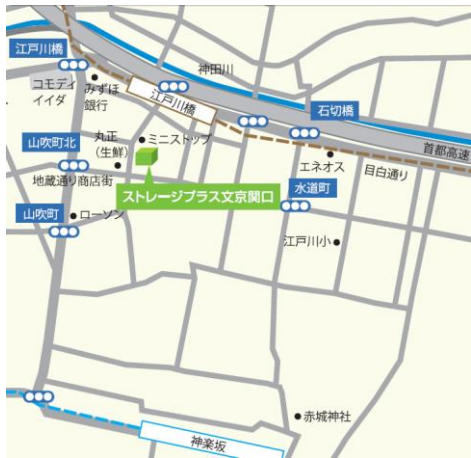 江戸川橋
神田川
コモディ
イイダ
みずほ
銀行
江戸川橋
石切橋
首都高速
丸正
(生鮮)
ミニストップ
山吹町北
エネオス
目白通り
地蔵通り商店街
ストレージプラス文京関口
水道町
山吹町
ローソン
江戸川小
赤城神社
神楽坂